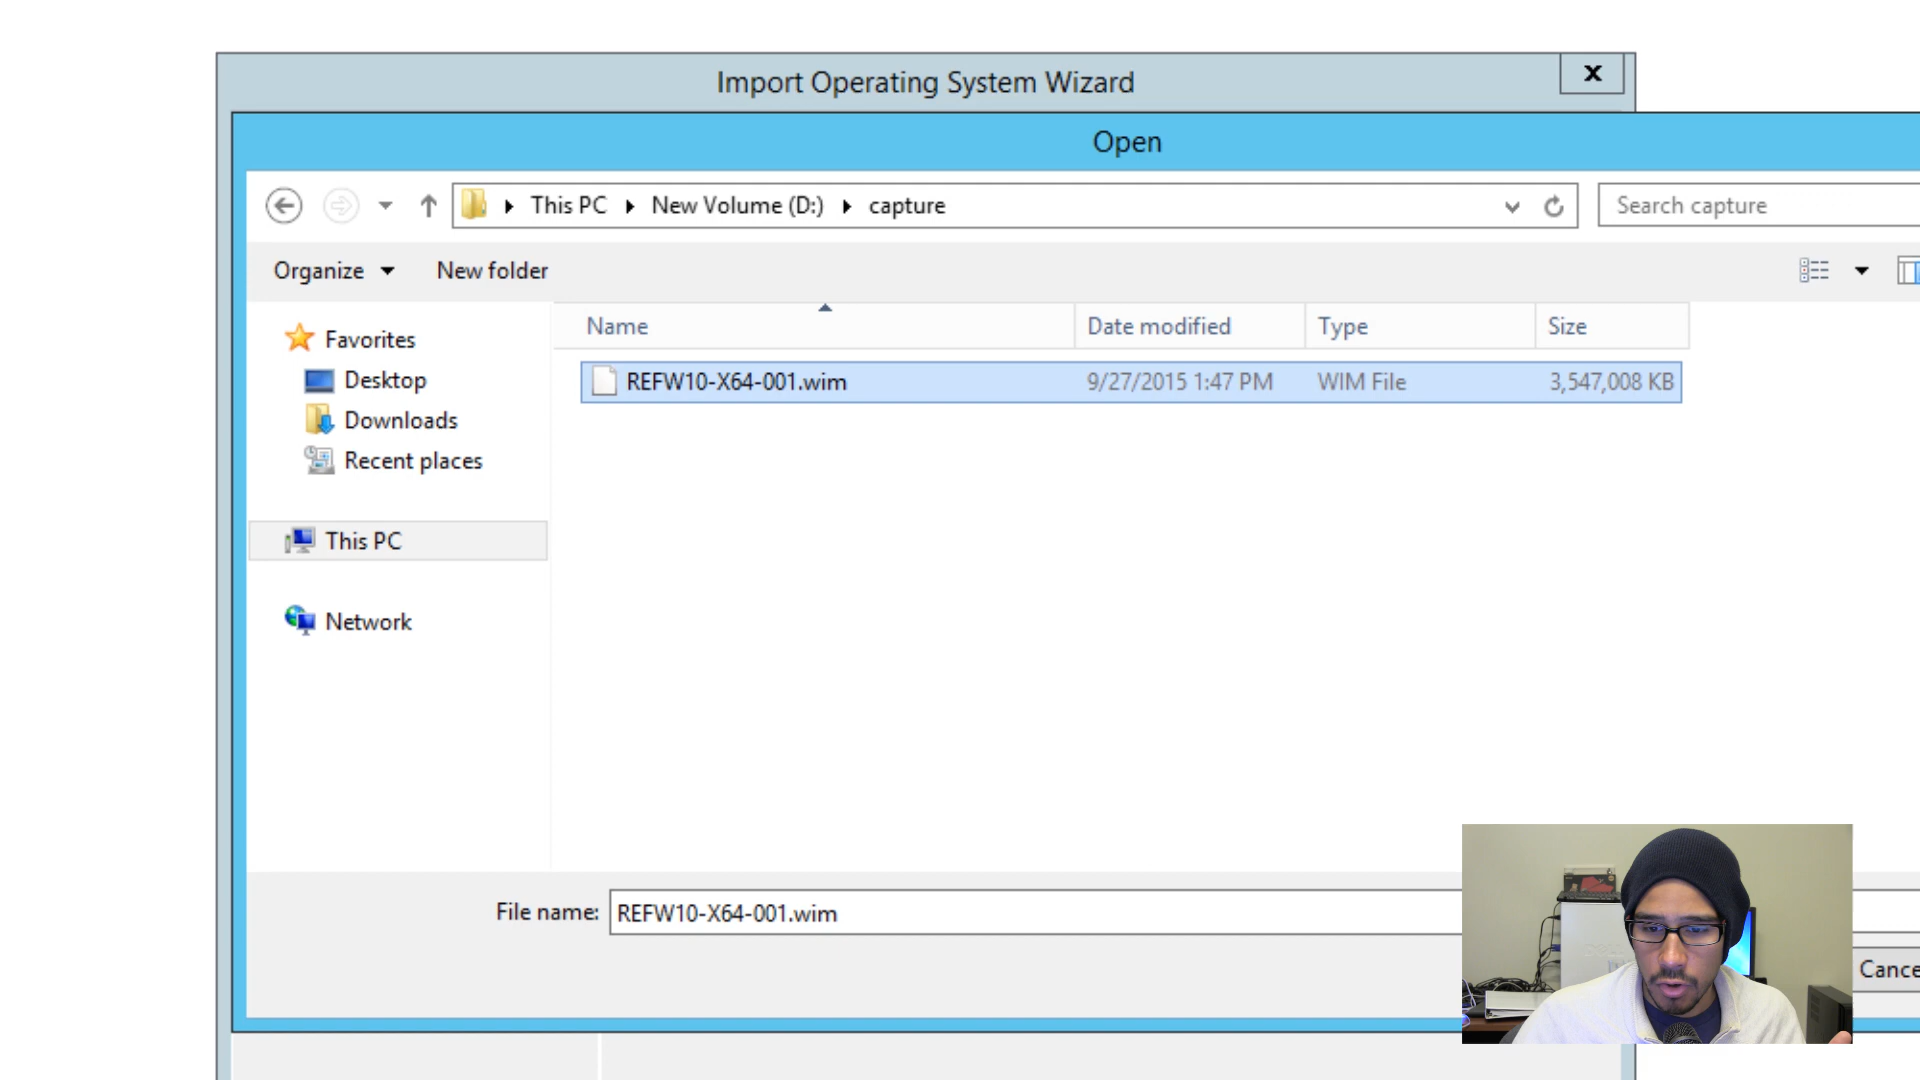 Import Operating System Wizard
x
Open
This PC New Volume (D:) capture
Search capture
Organize New folder
Name Date modified Type Size
REFW10-X64-001.wim 9/27/2015 1:47 PM WIM File 3,547,008 KB
Favorites
Desktop
Downloads
Recent places
This PC
Network
File name: REFW10-X64-001.wim
Cance